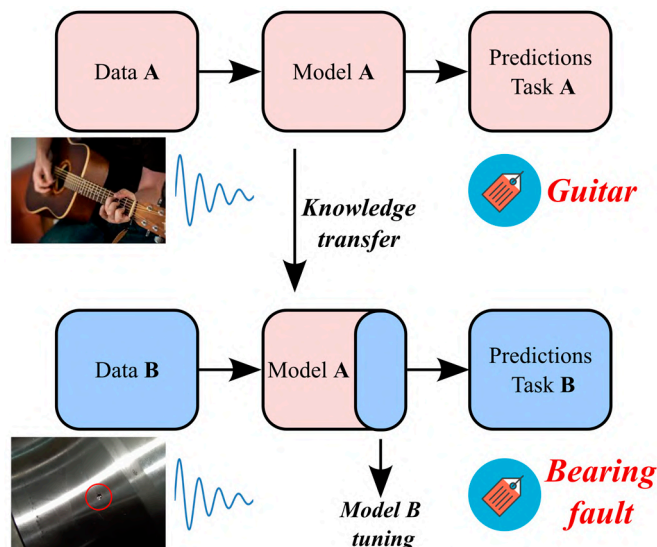 Data A
Model A
Predictions
Task A
Guitar
Knowledge
transfer
Data B
Model A
Predictions
Task B
Model B
tuning
Bearing
fault